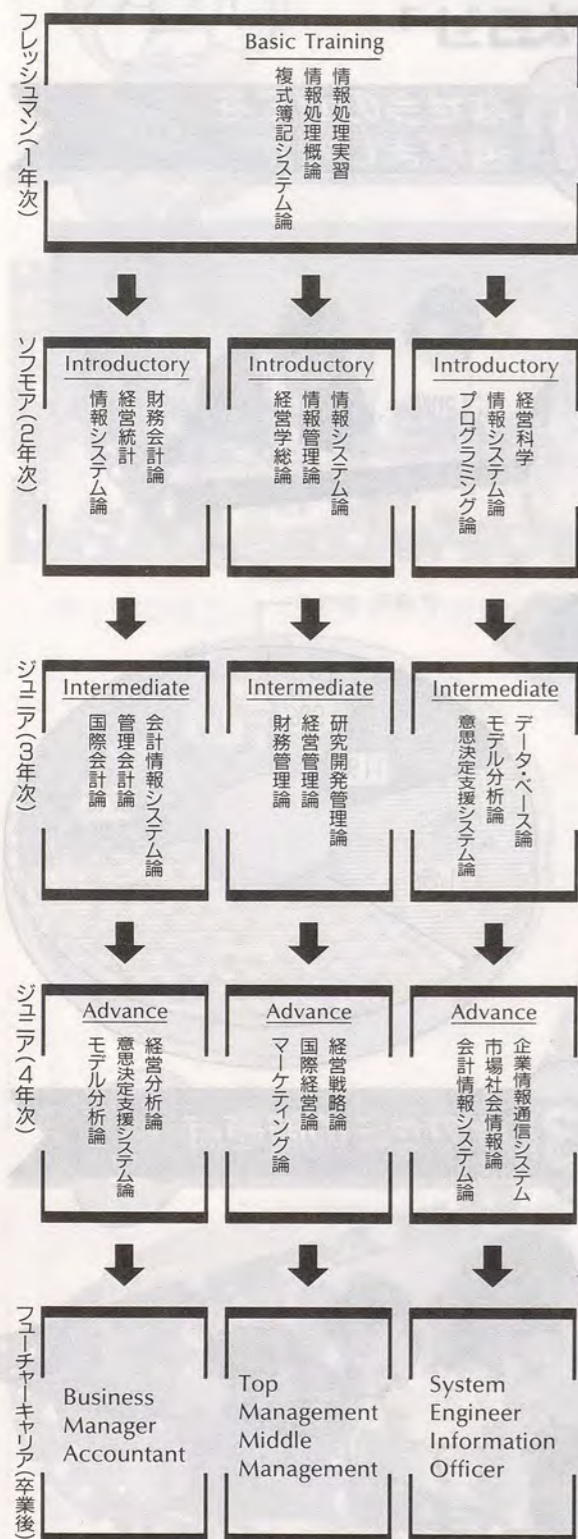 フレッシュマン(1年次)
Basic Training
情報処理実習
情報処理概論
複式簿記システム論
ソフモア(2年次)
Introductory
財務会計論
経営統計
情報システム論
Introductory
情報システム論
情報管理論
経営学総論
Introductory
経営科学
情報システム論
プログラミング論
ジュニア(3年次)
Intermediate
会計情報システム論
管理会計論
国際会計論
Intermediate
研究開発管理論
経営管理論
財務管理論
Intermediate
データ・ベース論
モデル分析論
意思決定支援システム論
ジュニア(4年次)
Advance
経営分析論
意思決定支援システム論
モデル分析論
Advance
経営戦略論
国際経営論
マーケティング論
Advance
企業情報通信システム
市場社会情報論
会計情報システム論
フューチャーキャリア(卒業後)
Business
Manager
Accountant
Top
Management
Middle
Management
System
Engineer
Information
Officer